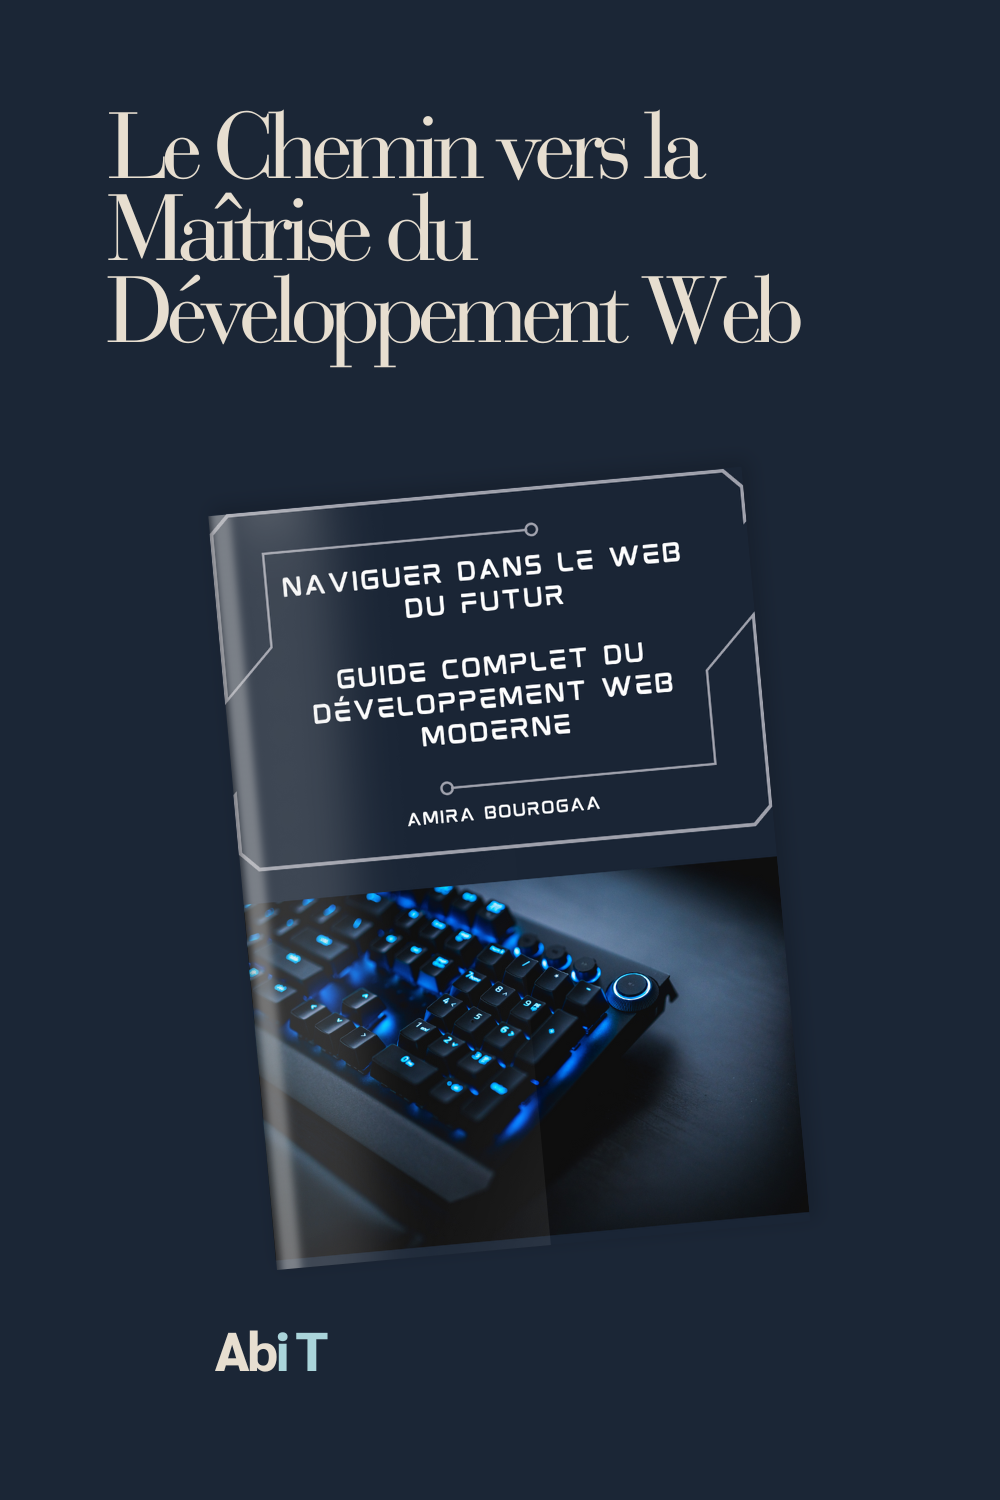 Le Chemin vers la
Maîtrise du
Développement Web
NAVIGUER DANS LE WEB
DU FUTUR
GUIDE COMPLET DU
DÉVELOPPEMENT WEB
MODERNE
AMIRA BOUROGAA
Abi T